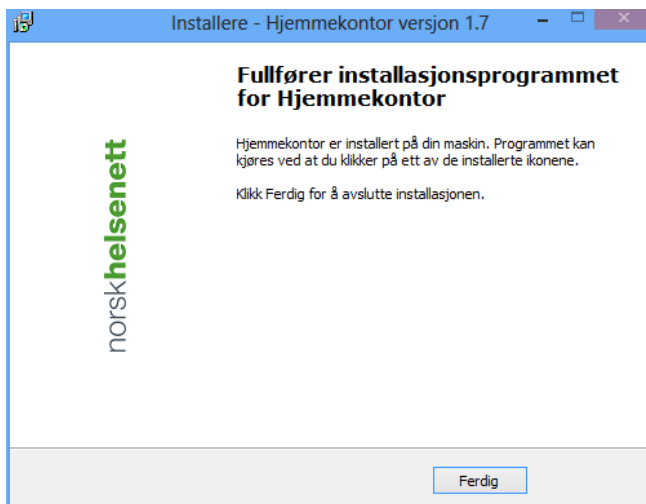 Installere - Hjemmekontor versjon 1.7
Fullfører installasjonsprogrammet
for Hjemmekontor
Hjemmekontor er installert på din maskin. Programmet kan
kjøres ved at du klikker på ett av de installerte ikonene.
Klikk Ferdig for å avslutte installasjonen.
norskhelsenett
Ferdig